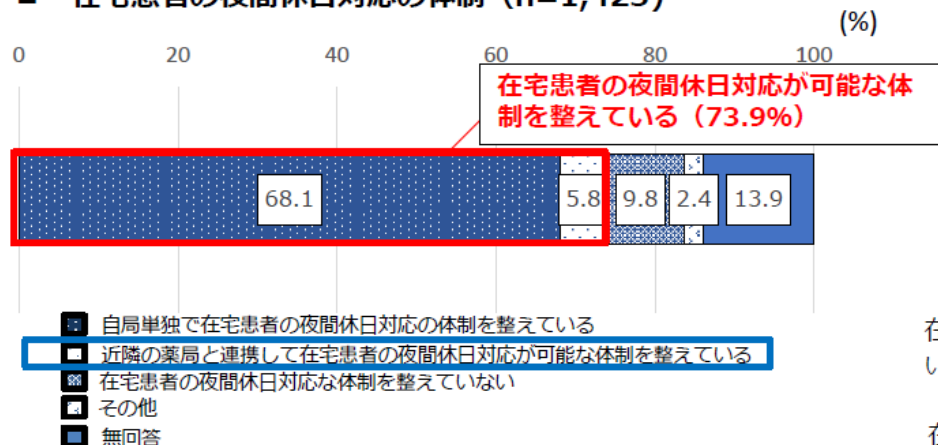 ■ 在宅患者の夜間休日対応の体制（n=1,423）
(%)
0 20 40 60 80 100
在宅患者の夜間休日対応が可能な体
制を整えている（73.9%）
68.1 5.8 9.8 2.4 13.9
自局単独で在宅患者の夜間休日対応の体制を整えている
近隣の薬局と連携して在宅患者の夜間休日対応が可能な体制を整えている
在宅患者の夜間休日対応な体制を整えていない
その他
無回答
在
い
在